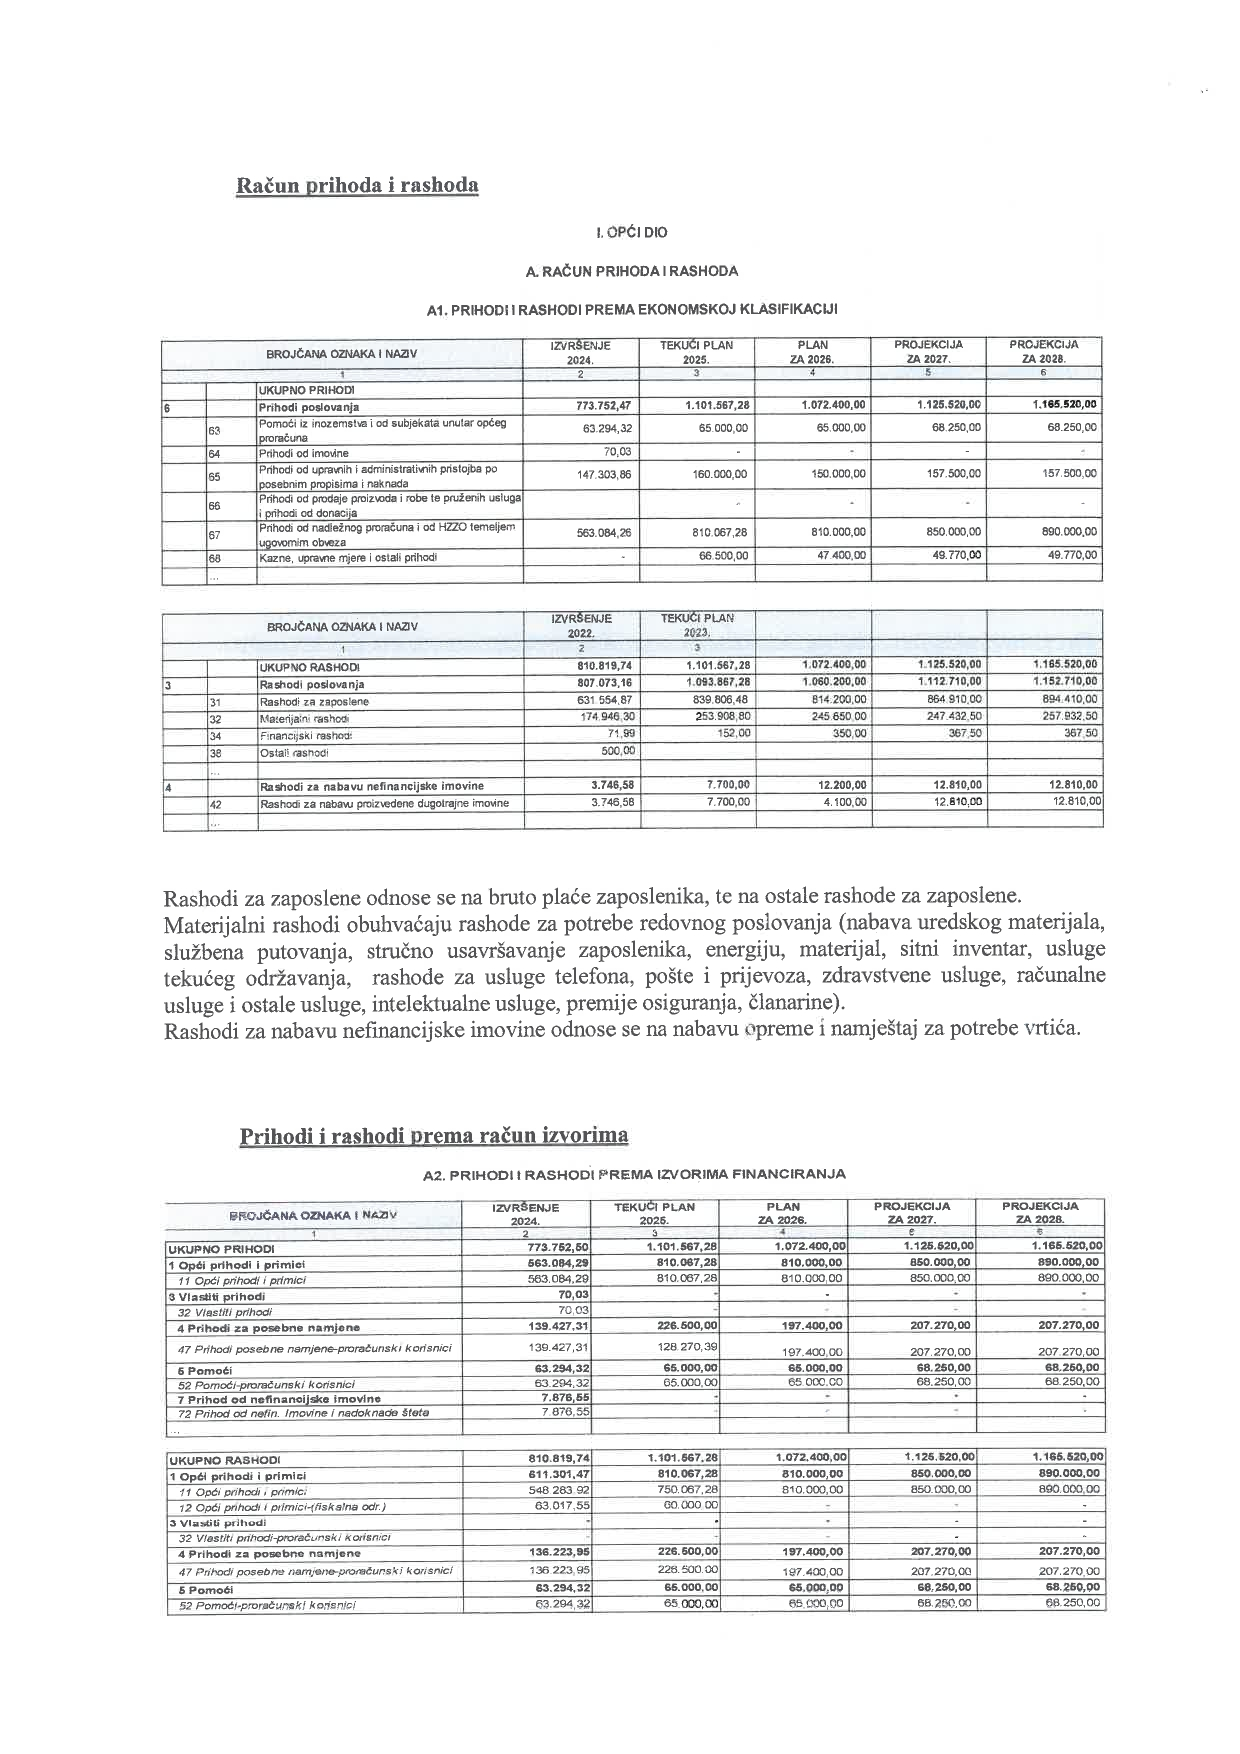 Račun prihoda i rashoda
I. OPĆI DIO
A. RAČUN PRIHODA I RASHODA
A1. PRIHODI I RASHODI PREMA EKONOMSKOJ KLASIFIKACIJI
BROJČANA OZNAKA I NAZIV IZVRŠENJE 2024. TEKUĆI PLAN 2025. PLAN ZA 2026. PROJEKCIJA ZA 2027. PROJEKCIJA ZA 2028.
1 2 3 4 5 6
UKUPNO PRIHODI
6 Prihodi poslovanja 773.752,47 1.101.567,28 1.072.400,00 1.125.520,00 1.165.520,00
63 Pomoći iz inozemstva i od subjekata unutar općeg proračuna 63.294,32 65.000,00 65.000,00 68.250,00 68.250,00
64 Prihodi od imovine 70,03 - - - -
65 Prihodi od upravnih i administrativnih pristojba po posebnim propisima i naknada 147.303,86 160.000,00 150.000,00 157.500,00 157.500,00
66 Prihodi od prodaje proizvoda i robe te pruženih usluga i prihodi od donacija - - - -
67 Prihodi od nadležnog proračuna i od HZZO temeljem ugovornih obveza 563.084,26 810.067,28 810.000,00 850.000,00 890.000,00
68 Kazne, upravne mjere i ostali prihodi - 66.500,00 47.400,00 49.770,00 49.770,00
...
BROJČANA OZNAKA I NAZIV IZVRŠENJE 2022. TEKUĆI PLAN 2023.
1 2 3
UKUPNO RASHODI 810.819,74 1.101.567,28 1.072.400,00 1.125.520,00 1.165.520,00
3 Rashodi poslovanja 807.073,16 1.093.867,28 1.060.200,00 1.112.710,00 1.152.710,00
31 Rashodi za zaposlene 631.554,87 839.806,48 814.200,00 864.910,00 894.410,00
32 Materijalni rashodi 174.946,30 253.908,80 245.650,00 247.432,50 257.932,50
34 Financijski rashodi 71,99 152,00 350,00 367,50 367,50
38 Ostali rashodi 500,00
...
4 Rashodi za nabavu nefinancijske imovine 3.746,58 7.700,00 12.200,00 12.810,00 12.810,00
42 Rashodi za nabavu proizvedene dugotrajne imovine 3.746,58 7.700,00 4.100,00 12.810,00 12.810,00
...
Rashodi za zaposlene odnose se na bruto plaće zaposlenika, te na ostale rashode za zaposlene.
Materijalni rashodi obuhvaćaju rashode za potrebe redovnog poslovanja (nabava uredskog materijala,
službena putovanja, stručno usavršavanje zaposlenika, energiju, materijal, sitni inventar, usluge
tekućeg održavanja, rashode za usluge telefona, pošte i prijevoza, zdravstvene usluge, računalne
usluge i ostale usluge, intelektualne usluge, premije osiguranja, članarine).
Rashodi za nabavu nefinancijske imovine odnose se na nabavu opreme i namještaj za potrebe vrtića.
Prihodi i rashodi prema račun izvorima
A2. PRIHODI I RASHODI PREMA IZVORIMA FINANCIRANJA
BROJČANA OZNAKA I NAZIV IZVRŠENJE 2024. TEKUĆI PLAN 2025. PLAN ZA 2026. PROJEKCIJA ZA 2027. PROJEKCIJA ZA 2028.
1 2 3 4
UKUPNO PRIHODI 773.752,50 1.101.567,28 1.072.400,00 1.125.520,00 1.165.520,00
1 Opći prihodi i primici 563.084,29 810.067,28 810.000,00 850.000,00 890.000,00
11 Opći prihodi i primici 563.084,29 810.067,28 810.000,00 850.000,00 890.000,00
3 Vlastiti prihodi 70,03 - - - -
32 Vlastiti prihodi 70,03 - - - -
4 Prihodi za posebne namjene 139.427,31 226.500,00 197.400,00 207.270,00 207.270,00
47 Prihodi posebne namjene-proračunski korisnici 139.427,31 128.270,39 197.400,00 207.270,00 207.270,00
5 Pomoći 63.294,32 65.000,00 65.000,00 68.250,00 68.250,00
52 Pomoći-proračunski korisnici 63.294,32 65.000,00 65.000,00 68.250,00 68.250,00
7 Prihod od nefinancijske imovine 7.876,55 - - - -
72 Prihod od nefin. Imovine i nadoknade šteta 7.876,55 - - - -
...
UKUPNO RASHODI 810.819,74 1.101.567,28 1.072.400,00 1.125.520,00 1.165.520,00
1 Opći prihodi i primici 611.301,47 810.067,28 810.000,00 850.000,00 890.000,00
11 Opći prihodi i primici 548.283,92 750.067,28 810.000,00 850.000,00 890.000,00
12 Opći prihodi i primici-(fiskalna odr.) 63.017,55 60.000,00 - - -
3 Vlastiti prihodi - - - - -
32 Vlastiti prihodi-proračunski korisnici - - - - -
4 Prihodi za posebne namjene 136.223,95 226.500,00 197.400,00 207.270,00 207.270,00
47 Prihodi posebne namjene-proračunski korisnici 136.223,95 226.500,00 197.400,00 207.270,00 207.270,00
5 Pomoći 63.294,32 65.000,00 65.000,00 68.250,00 68.250,00
52 Pomoći-proračunski korisnici 63.294,32 65.000,00 65.000,00 68.250,00 68.250,00